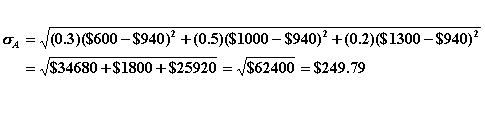 σ_A = √((0.3)($600 − $940)² + (0.5)($1000 − $940)² + (0.2)($1300 − $940)²)
= √($34680 + $1800 + $25920) = √($62400) = $249.79